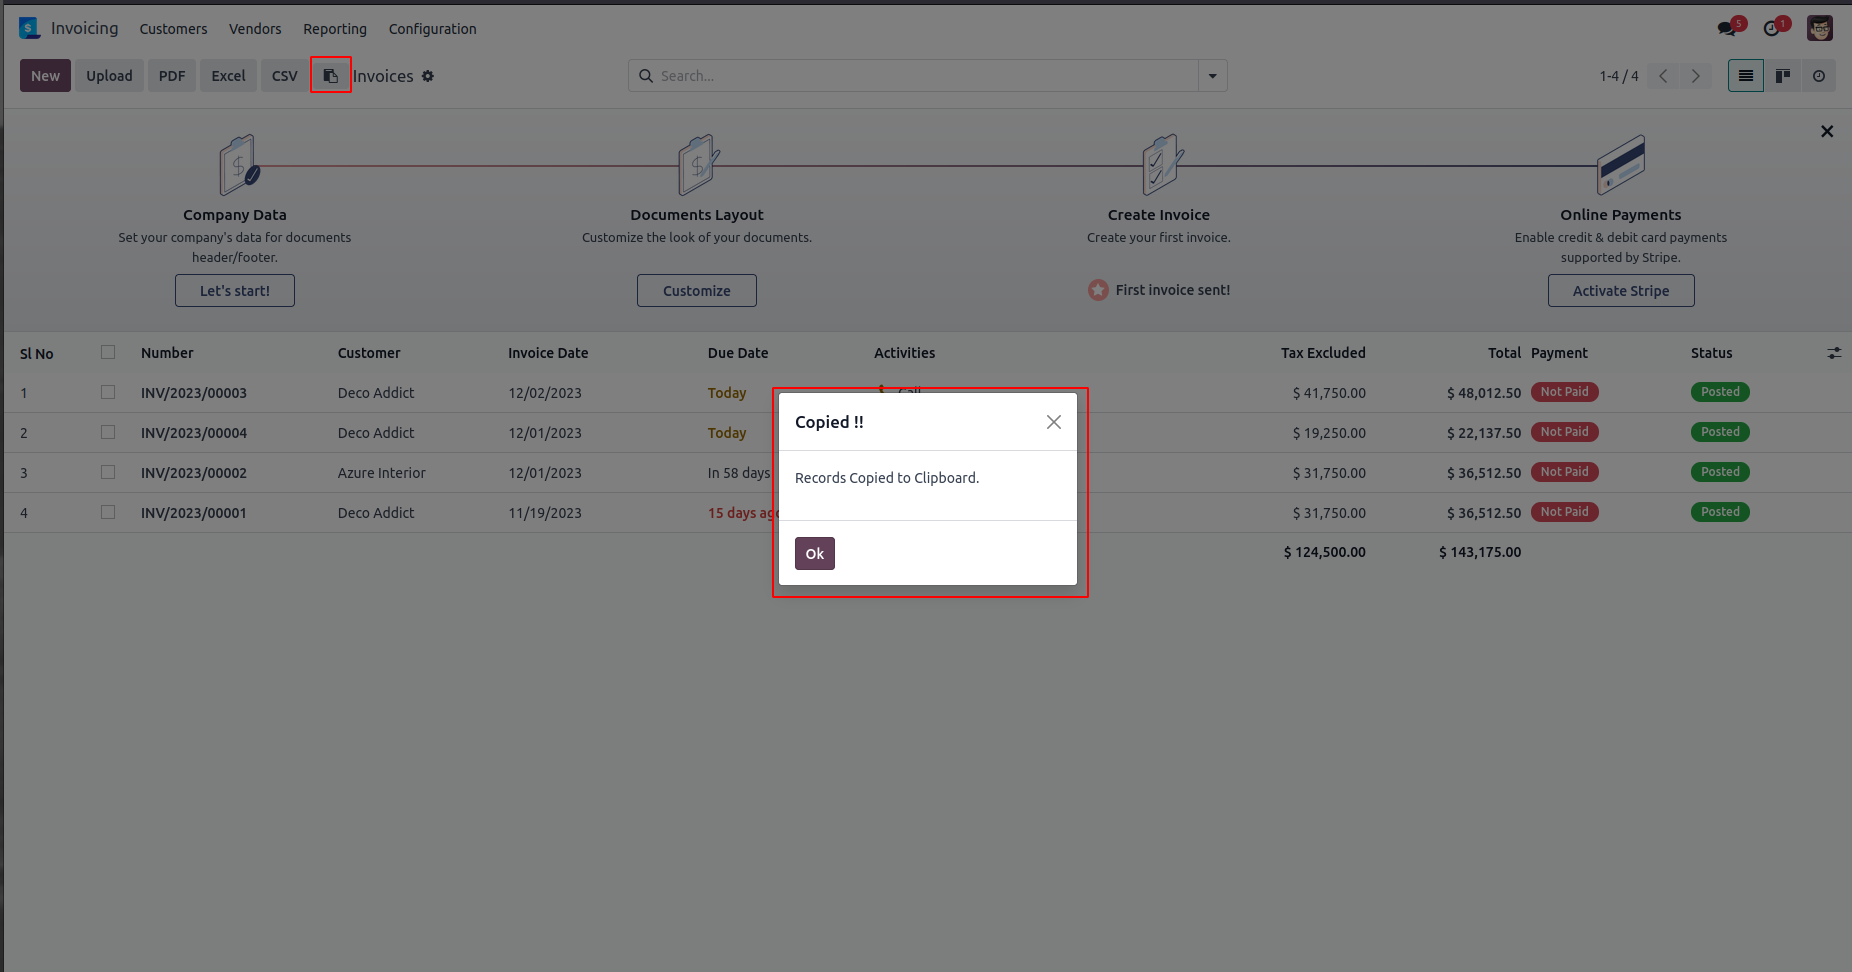 Invoicing Customers Vendors Reporting Configuration 5 1
New Upload PDF Excel CSV Invoices Search... 1-4 / 4
Company Data Documents Layout Create Invoice Online Payments
Set your company's data for documents Customize the look of your documents. Create your first invoice. Enable credit & debit card payments
header/footer. supported by Stripe.
Let's start! Customize First invoice sent! Activate Stripe
Sl No Number Customer Invoice Date Due Date Activities Tax Excluded Total Payment Status
1 INV/2023/00003 Deco Addict 12/02/2023 Today Call $ 41,750.00 $ 48,012.50 Not Paid Posted
2 INV/2023/00004 Deco Addict 12/01/2023 Today $ 19,250.00 $ 22,137.50 Not Paid Posted
3 INV/2023/00002 Azure Interior 12/01/2023 In 58 days $ 31,750.00 $ 36,512.50 Not Paid Posted
4 INV/2023/00001 Deco Addict 11/19/2023 15 days ago $ 31,750.00 $ 36,512.50 Not Paid Posted
$ 124,500.00 $ 143,175.00
Copied !!
Records Copied to Clipboard.
Ok